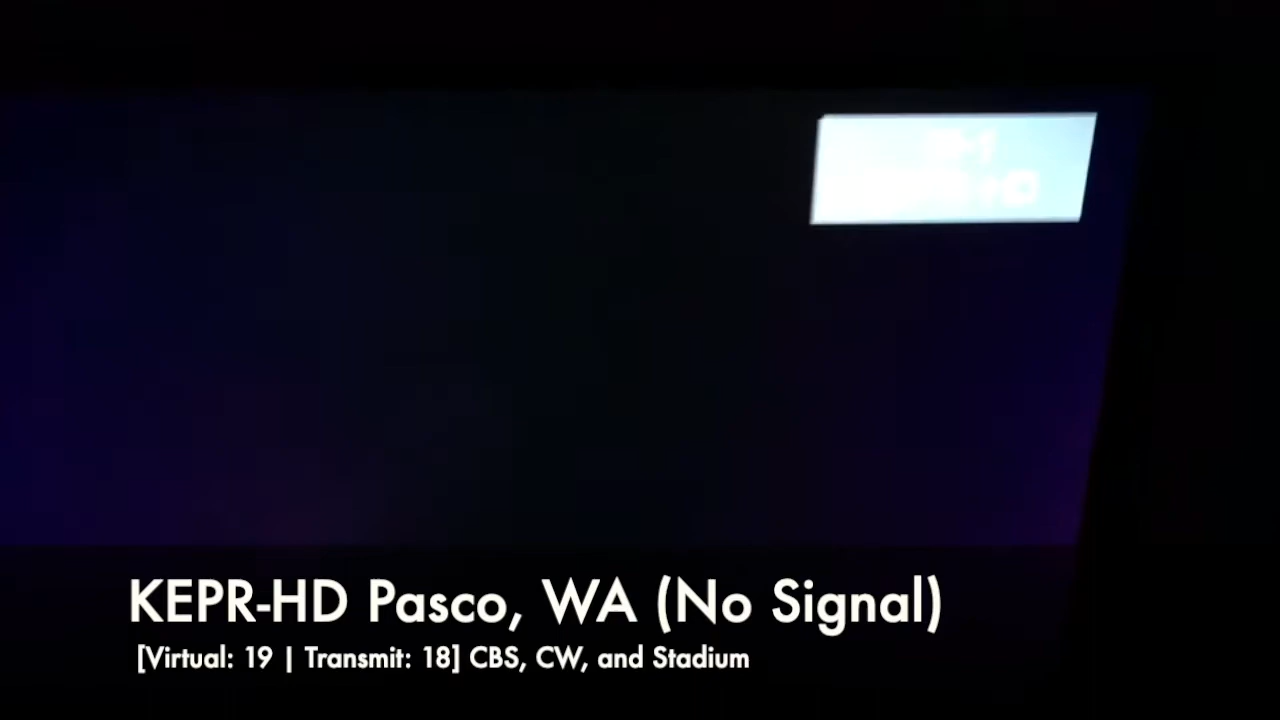 KEPR-HD Pasco, WA (No Signal)
[Virtual: 19 | Transmit: 18] CBS, CW, and Stadium